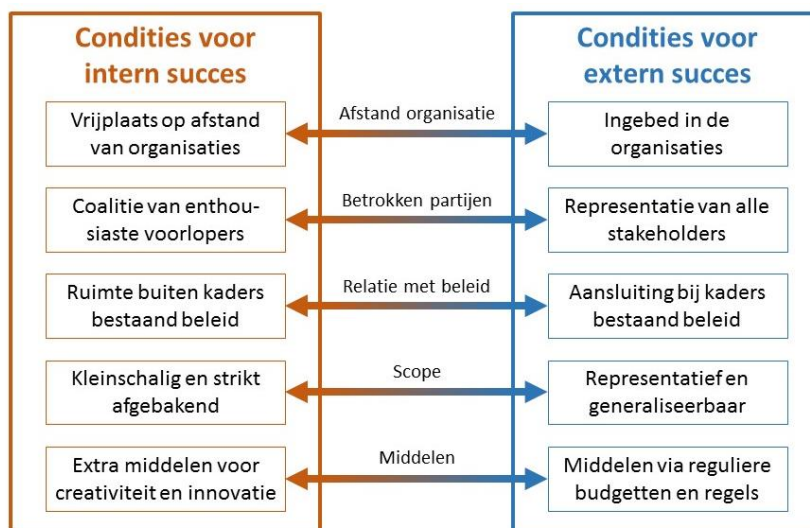 Condities voor
intern succes
Condities voor
extern succes
Vrijplaats op afstand
van organisaties
Afstand organisatie
Ingebed in de
organisaties
Coalitie van enthou-
siaste voorlopers
Betrokken partijen
Representatie van alle
stakeholders
Ruimte buiten kaders
bestaand beleid
Relatie met beleid
Aansluiting bij kaders
bestaand beleid
Kleinschalig en strikt
afgebakend
Scope
Representatief en
generaliseerbaar
Extra middelen voor
creativiteit en innovatie
Middelen
Middelen via reguliere
budgetten en regels